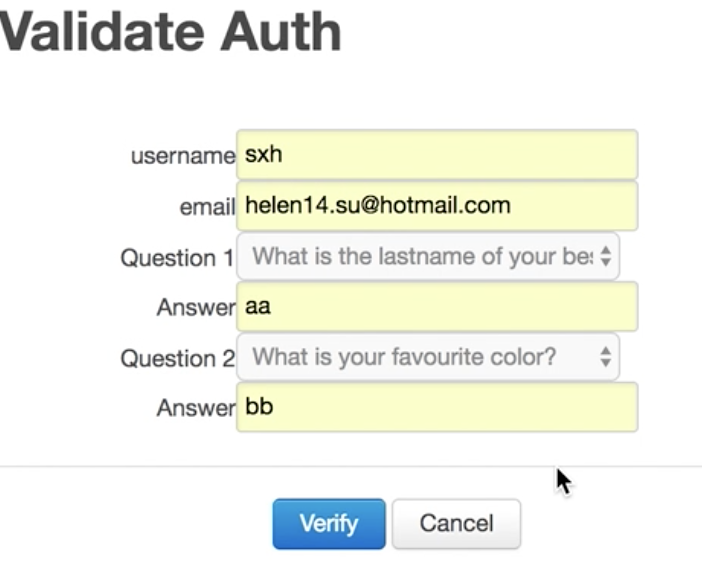 Validate Auth
username sxh
email helen14.su@hotmail.com
Question 1 What is the lastname of your
Answer aa
Question 2 What is your favourite color?
Answer bb
Verify Cancel